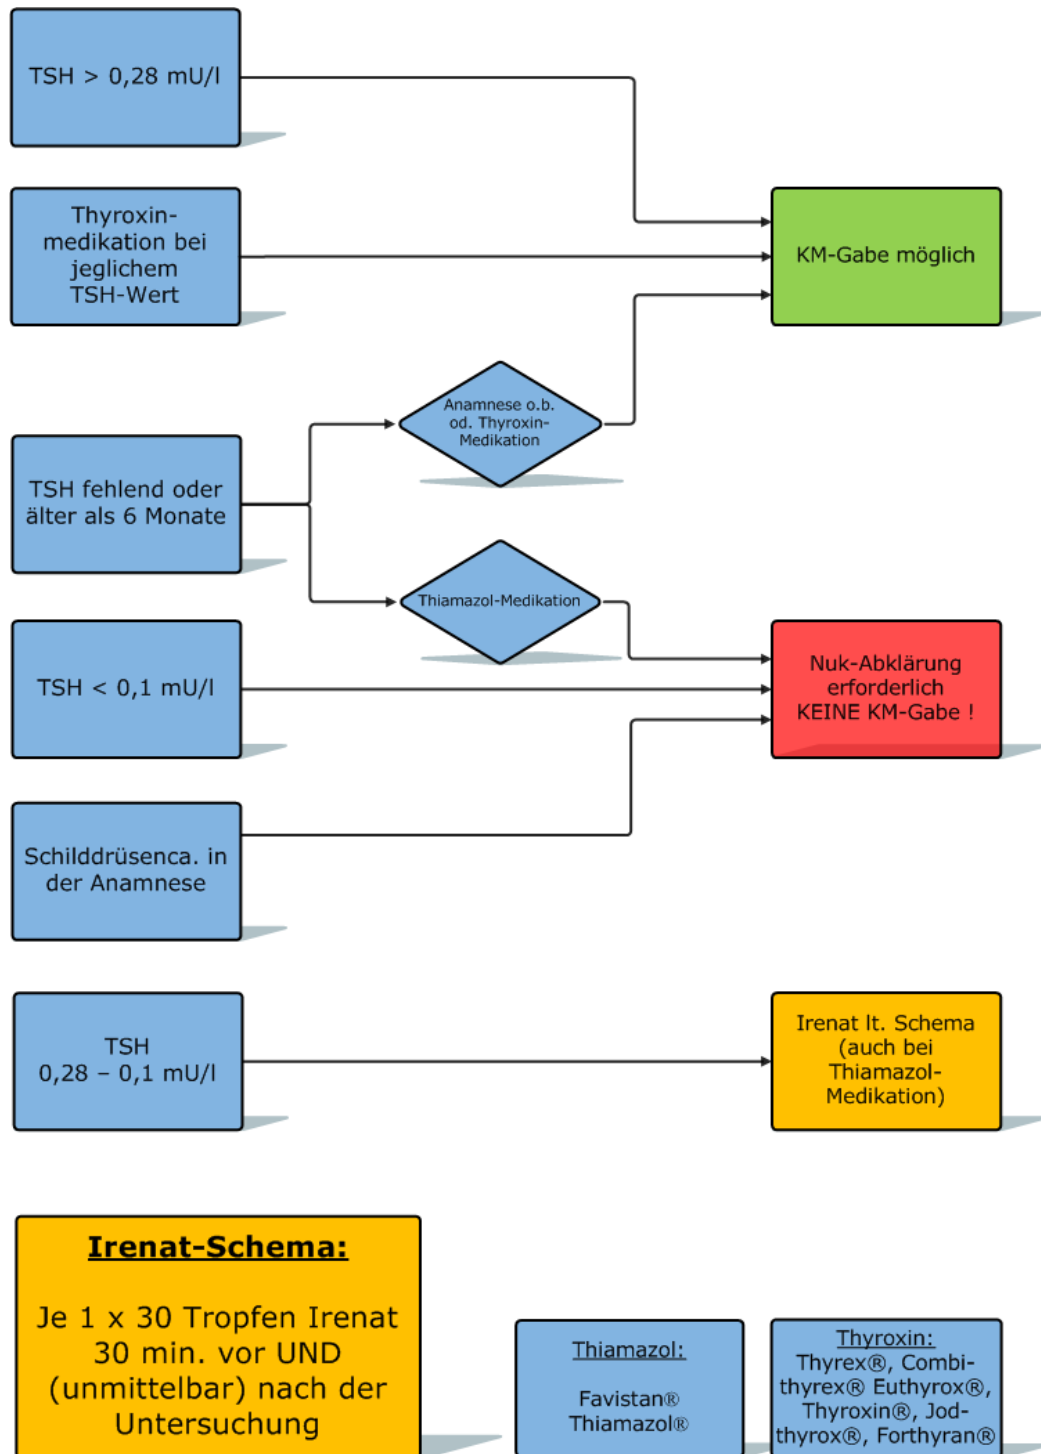 TSH > 0,28 mU/l
Thyroxin-
medikation bei
jeglichem
TSH-Wert
KM-Gabe möglich
Anamnese o.b.
od. Thyroxin-
Medikation
TSH fehlend oder
älter als 6 Monate
Thiamazol-Medikation
TSH < 0,1 mU/l
Nuk-Abklärung
erforderlich
KEINE KM-Gabe !
Schilddrüsenca. in
der Anamnese
TSH
0,28 – 0,1 mU/l
Irenat lt. Schema
(auch bei
Thiamazol-
Medikation)
Irenat-Schema:
Je 1 x 30 Tropfen Irenat
30 min. vor UND
(unmittelbar) nach der
Untersuchung
Thiamazol:
Favistan®
Thiamazol®
Thyroxin:
Thyrex®, Combi-
thyrex® Euthyrox®,
Thyroxin®, Jod-
thyrox®, Forthyran®